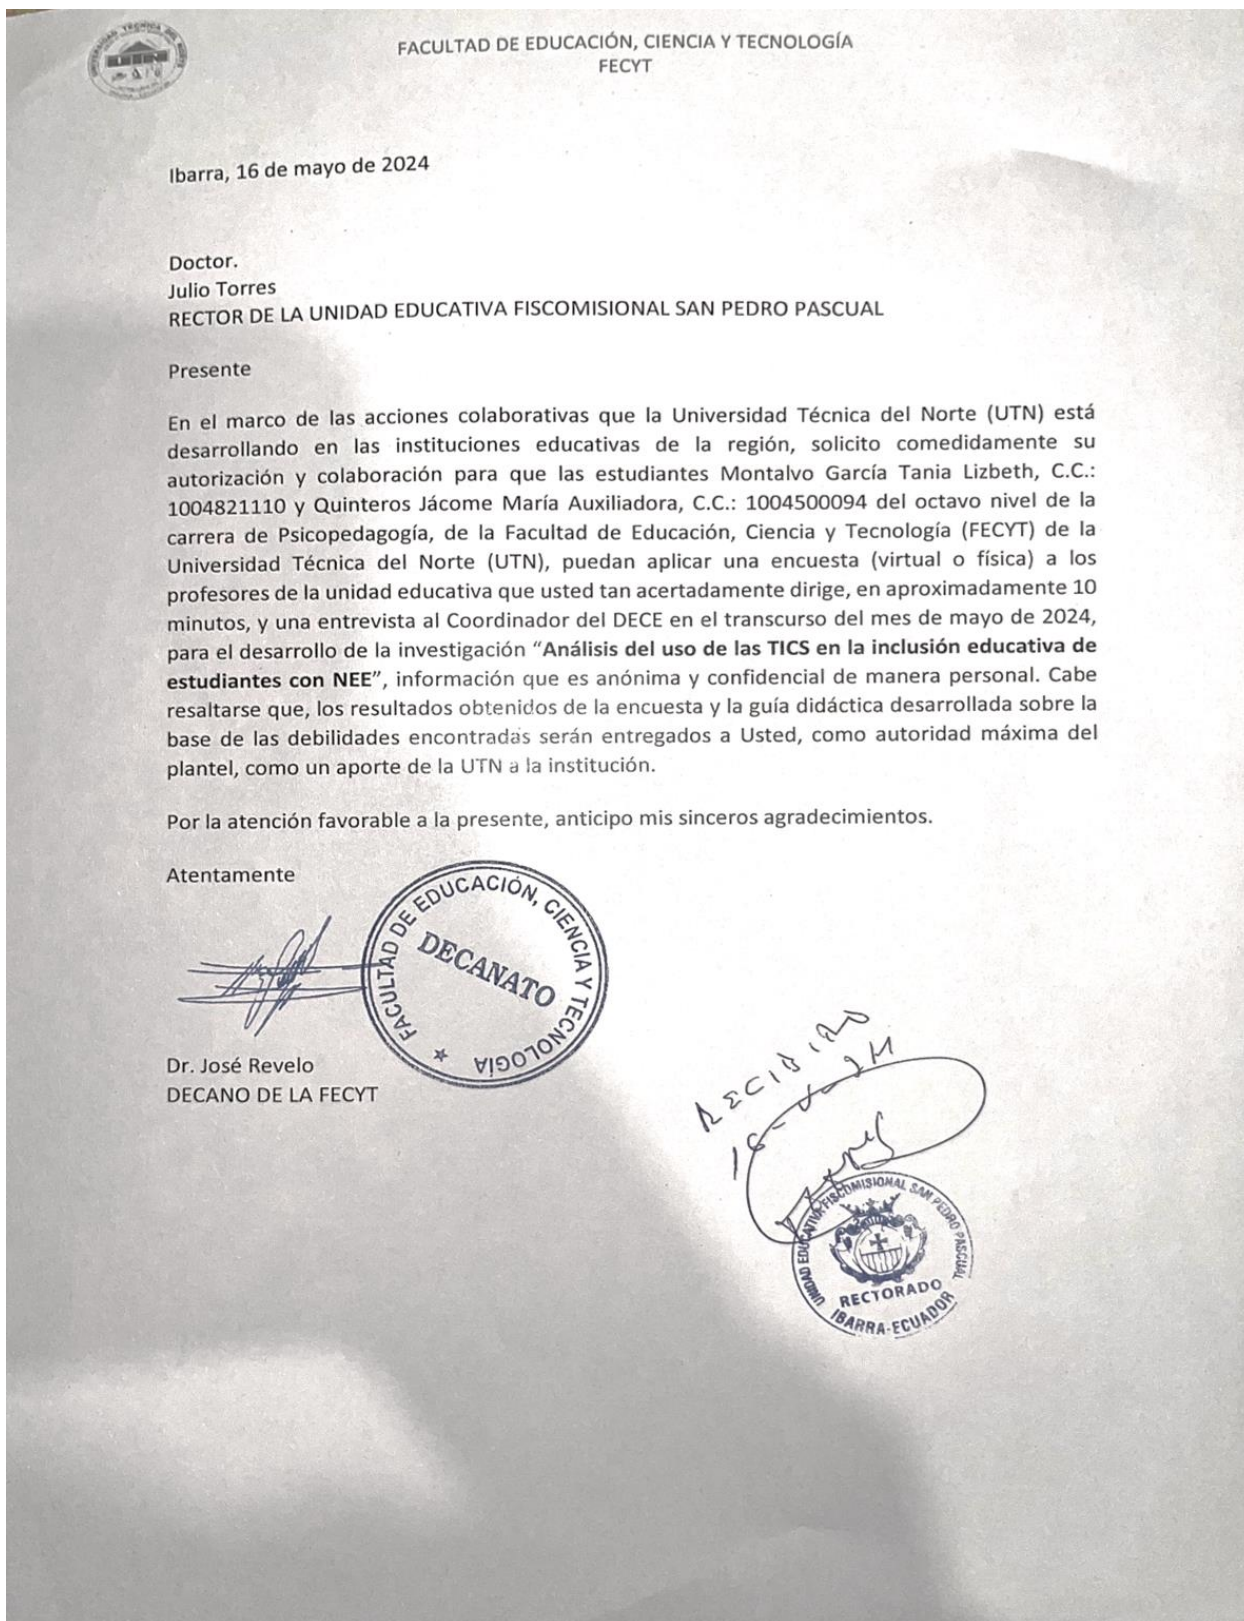 FACULTAD DE EDUCACIÓN, CIENCIA Y TECNOLOGÍA
FECYT
UTN
Ibarra, 16 de mayo de 2024
Doctor.
Julio Torres
RECTOR DE LA UNIDAD EDUCATIVA FISCOMISIONAL SAN PEDRO PASCUAL
Presente
En el marco de las acciones colaborativas que la Universidad Técnica del Norte (UTN) está
desarrollando en las instituciones educativas de la región, solicito comedidamente su
autorización y colaboración para que las estudiantes Montalvo García Tania Lizbeth, C.C.:
1004821110 y Quinteros Jácome María Auxiliadora, C.C.: 1004500094 del octavo nivel de la
carrera de Psicopedagogía, de la Facultad de Educación, Ciencia y Tecnología (FECYT) de la
Universidad Técnica del Norte (UTN), puedan aplicar una encuesta (virtual o física) a los
profesores de la unidad educativa que usted tan acertadamente dirige, en aproximadamente 10
minutos, y una entrevista al Coordinador del DECE en el transcurso del mes de mayo de 2024,
para el desarrollo de la investigación “Análisis del uso de las TICS en la inclusión educativa de
estudiantes con NEE”, información que es anónima y confidencial de manera personal. Cabe
resaltarse que, los resultados obtenidos de la encuesta y la guía didáctica desarrollada sobre la
base de las debilidades encontradas serán entregados a Usted, como autoridad máxima del
plantel, como un aporte de la UTN a la institución.
Por la atención favorable a la presente, anticipo mis sinceros agradecimientos.
Atentamente
FACULTAD DE EDUCACIÓN, CIENCIA Y TECNOLOGÍA
DECANATO
Dr. José Revelo
DECANO DE LA FECYT
RECIBIDO
UNIDAD EDUCATIVA FISCOMISIONAL SAN PEDRO PASCUAL
RECTORADO
IBARRA-ECUADOR